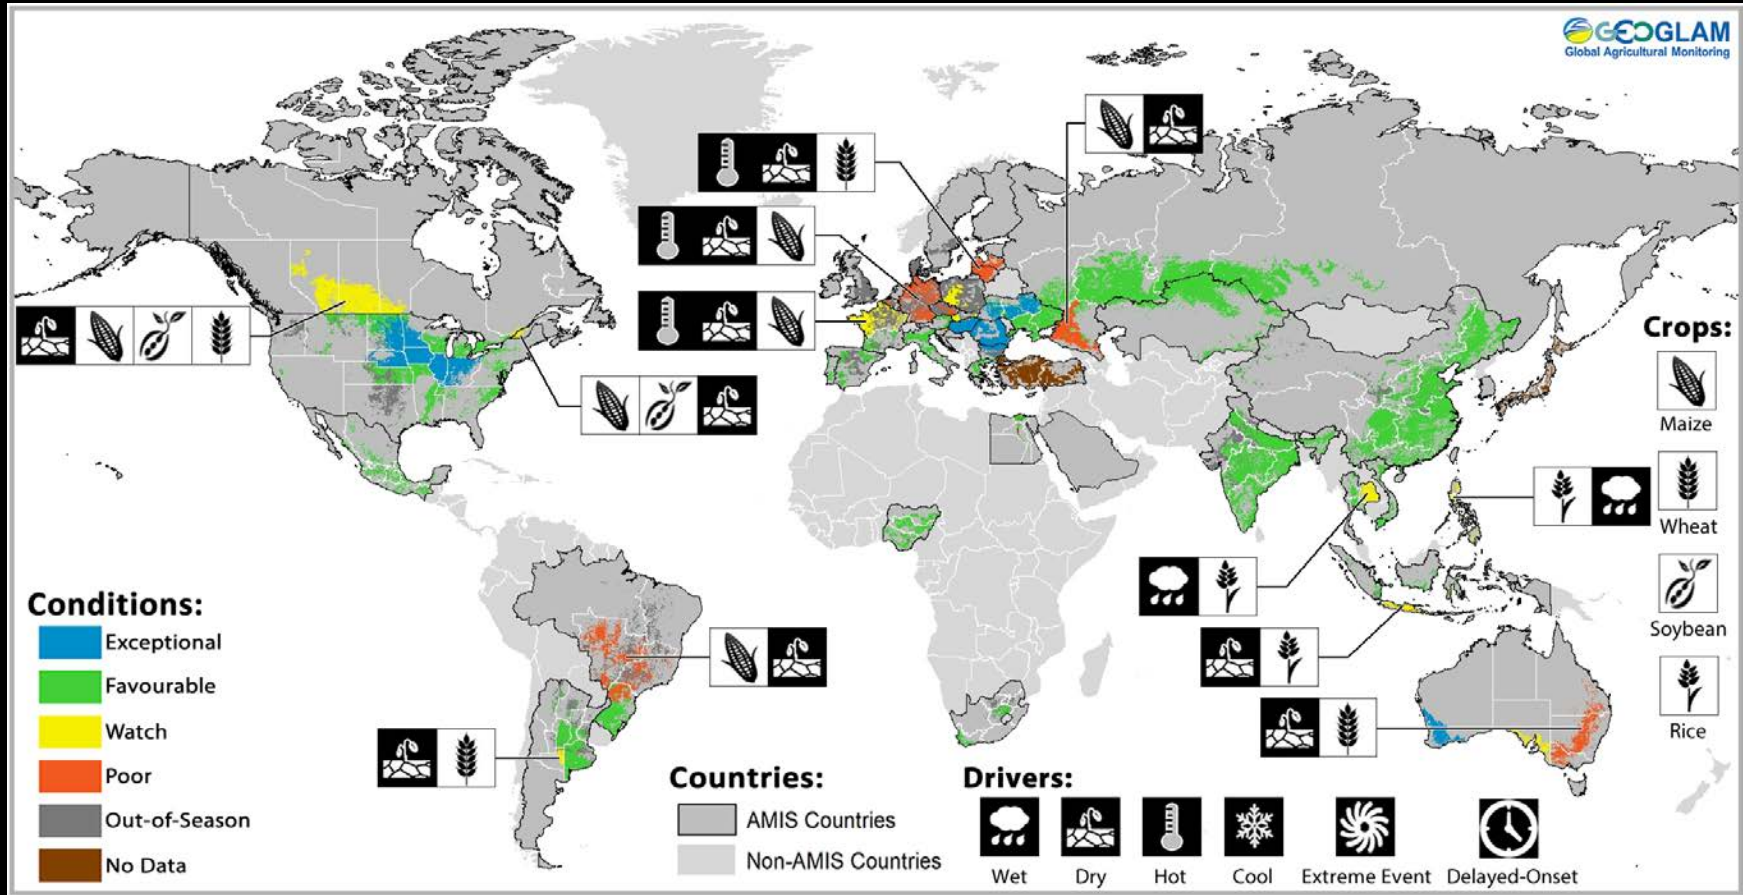 GEOGLAM
Global Agricultural Monitoring
Crops:
Maize
Wheat
Soybean
Rice
Conditions:
Exceptional
Favourable
Watch
Poor
Out-of-Season
No Data
Countries:
AMIS Countries
Non-AMIS Countries
Drivers:
Wet
Dry
Hot
Cool
Extreme Event
Delayed-Onset